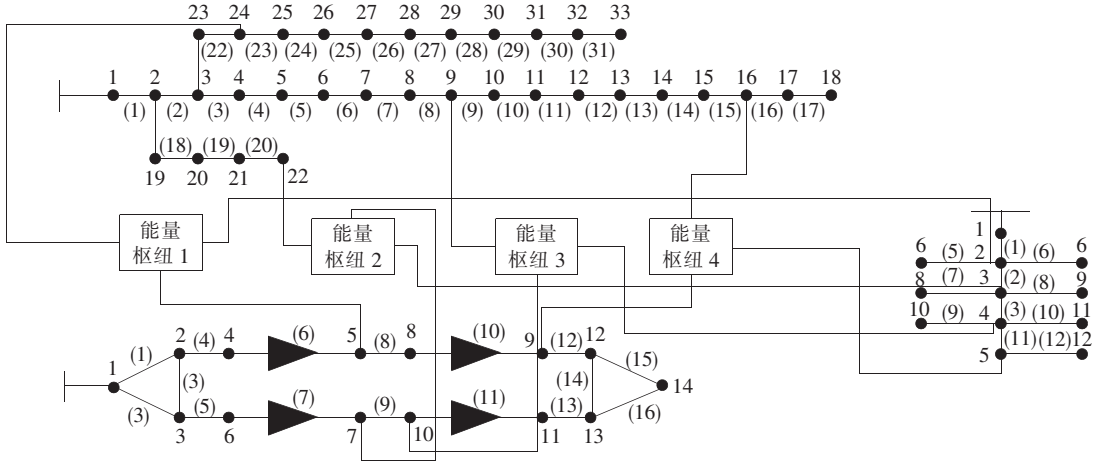 23 24 25 26 27 28 29 30 31 32 33
(22) (23) (24) (25) (26) (27) (28) (29) (30) (31)
1 2 3 4 5 6 7 8 9 10 11 12 13 14 15 16 17 18
(1) (2) (3) (4) (5) (6) (7) (8) (9) (10) (11) (12) (13) (14) (15) (16) (17)
(18) (19) (20)
19 20 21 22
能量
枢纽 1
能量
枢纽 2
能量
枢纽 3
能量
枢纽 4
1
6 (5) 2 (1) (6) 6
8 (7) 3 (2) (8) 9
10 (9) 4 (3) (10) 11
5 (11) (12) 12
2 (4) 4 (6) 5 (8) 8 (10) 9 (12) 12
(1) (15)
1 (3) (14) 14
(3) (5) (7) (9) (11) (13) (16)
3 6 7 10 11 13